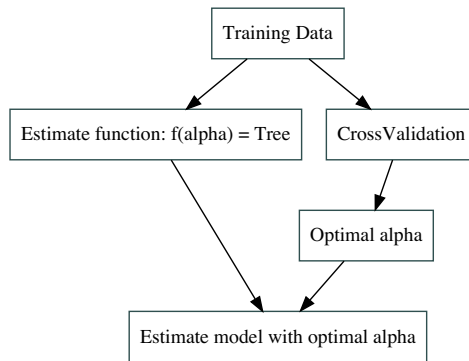 Training Data
Estimate function: f(alpha) = Tree
CrossValidation
Optimal alpha
Estimate model with optimal alpha